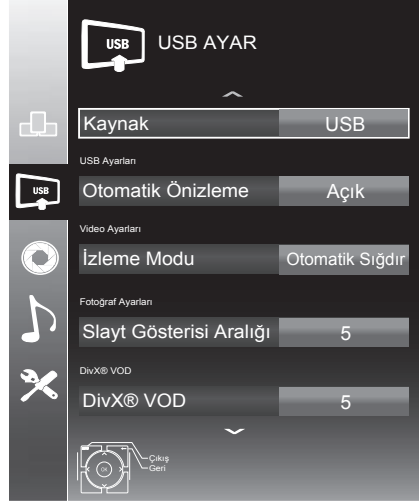 USB
USB AYAR
Kaynak
USB
USB Ayarları
USB
Otomatik Önizleme
Açık
Video Ayarları
İzleme Modu
Otomatik Sığdır
Fotoğraf Ayarları
Slayt Gösterisi Aralığı
5
DivX® VOD
DivX® VOD
5
OK
Çıkış
Geri